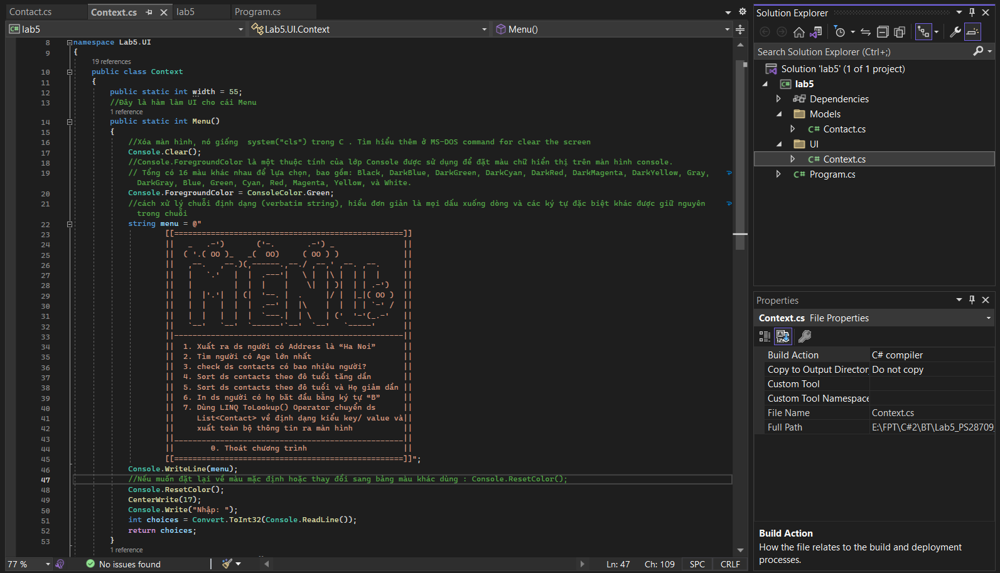 Contact.cs
Context.cs
lab5
Program.cs
lab5
Lab5.UI.Context
Menu()
8 namespace Lab5.UI
9 {
19 references
10 public class Context
11 {
12 public static int width = 55;
13 //Đây là hàm làm UI cho cái Menu
1 reference
14 public static int Menu()
15 {
16 //Xóa màn hình, nó giống  system("cls") trong C . Tìm hiểu thêm ở MS-DOS command for clear the screen
17 Console.Clear();
18 //Console.ForegroundColor là một thuộc tính của lớp Console được sử dụng để đặt màu chữ hiển thị trên màn hình console.
19 // Tổng có 16 màu khác nhau để lựa chọn, bao gồm: Black, DarkBlue, DarkGreen, DarkCyan, DarkRed, DarkMagenta, DarkYellow, Gray,
DarkGray, Blue, Green, Cyan, Red, Magenta, Yellow, và White.
20 Console.ForegroundColor = ConsoleColor.Green;
21 //cách xử lý chuỗi định dạng (verbatim string), hiểu đơn giản là mọi dấu xuống dòng và các ký tự đặc biệt khác được giữ nguyên
trong chuỗi
22 string menu = @"
23 [[==================================================]]
24 ||   _   .-')       ('-.       .-') _               ||
25 ||  ( '.( OO )_   _(  OO)     ( OO ) )              ||
26 ||   ,--.   ,--.)(,------.,--./ ,--,' ,--. ,--.     ||
27 ||   |   `.'   |  |  .---'|   \ |  |\ |  | |  |     ||
28 ||   |         |  |  |    |    \|  | )|  | | .-')   ||
29 ||   |  |'.'|  | (|  '--. |  .     |/ |  |_|( OO )  ||
30 ||   |  |   |  |  |  .--' |  |\    |  |  | | `-' /  ||
31 ||   |  |   |  |  |  `---.|  | \   | ('  '-'(_.-'   ||
32 ||   `--'   `--'  `------'`--'  `--'   `-----'      ||
33 ||--------------------------------------------------||
34 ||  1. Xuất ra ds người có Address là “Ha Noi”      ||
35 ||  2. Tìm người có Age lớn nhất                    ||
36 ||  3. check ds contacts có bao nhiêu người?        ||
37 ||  4. Sort ds contacts theo đô tuổi tăng dần       ||
38 ||  5. Sort ds contacts theo đô tuổi và Họ giảm dần ||
39 ||  6. In ds người có họ băt đầu bằng ký tự “B”     ||
40 ||  7. Dùng LINQ ToLookup() Operator chuyển ds      ||
41 ||     List<Contact> về định dạng kiểu key/ value và||
42 ||     xuất toàn bộ thông tin ra màn hình           ||
43 ||__________________________________________________||
44 ||        0. Thoát chương trình                     ||
45 [[==================================================]]";
46 Console.WriteLine(menu);
47 //Nếu muốn đặt lại về màu mặc định hoặc thay đổi sang bảng màu khác dùng : Console.ResetColor();
48 Console.ResetColor();
49 CenterWrite(17);
50 Console.Write("Nhập: ");
51 int choices = Convert.ToInt32(Console.ReadLine());
52 return choices;
53 }
1 reference
77 %
No issues found
Ln: 47
Ch: 109
SPC
CRLF
Solution Explorer
Search Solution Explorer (Ctrl+;)
Solution 'lab5' (1 of 1 project)
C# lab5
Dependencies
Models
C# Contact.cs
UI
C# Context.cs
C# Program.cs
Properties
Context.cs File Properties
Build Action C# compiler
Copy to Output Director Do not copy
Custom Tool
Custom Tool Namespace
File Name Context.cs
Full Path E:\FPT\C#2\BT\Lab5_PS28709_
Build Action
How the file relates to the build and deployment
processes.